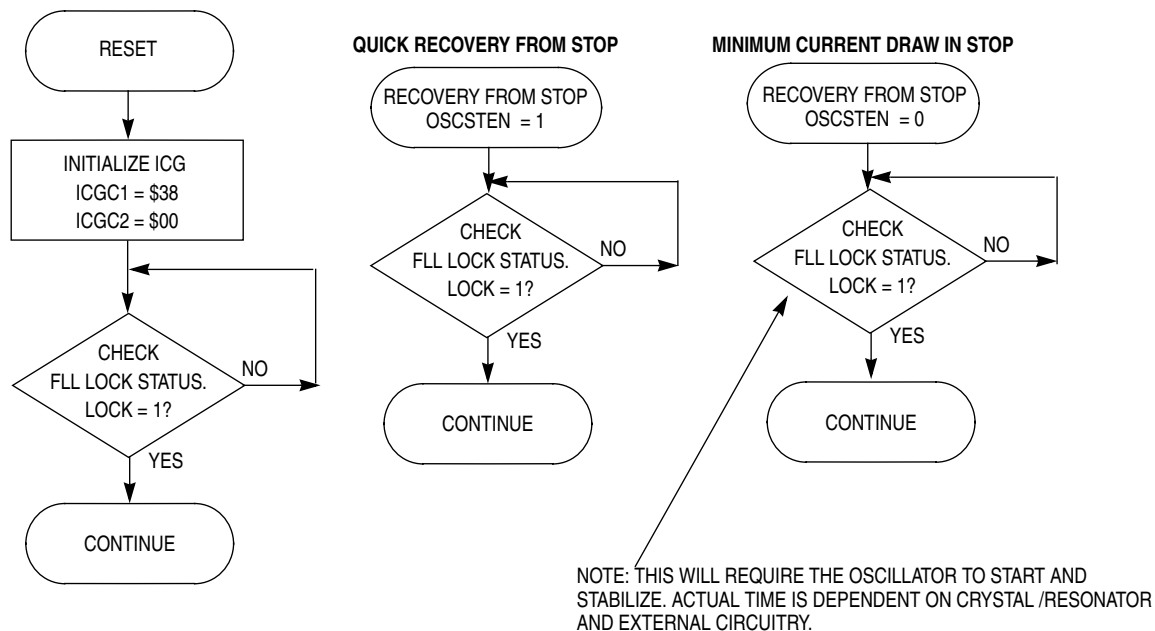 RESET
INITIALIZE ICG
ICGC1 = $38
ICGC2 = $00
CHECK
FLL LOCK STATUS.
LOCK = 1?
NO
YES
CONTINUE
QUICK RECOVERY FROM STOP
RECOVERY FROM STOP
OSCSTEN = 1
CHECK
FLL LOCK STATUS.
LOCK = 1?
NO
YES
CONTINUE
MINIMUM CURRENT DRAW IN STOP
RECOVERY FROM STOP
OSCSTEN = 0
CHECK
FLL LOCK STATUS.
LOCK = 1?
NO
YES
CONTINUE
NOTE: THIS WILL REQUIRE THE OSCILLATOR TO START AND
STABILIZE. ACTUAL TIME IS DEPENDENT ON CRYSTAL /RESONATOR
AND EXTERNAL CIRCUITRY.